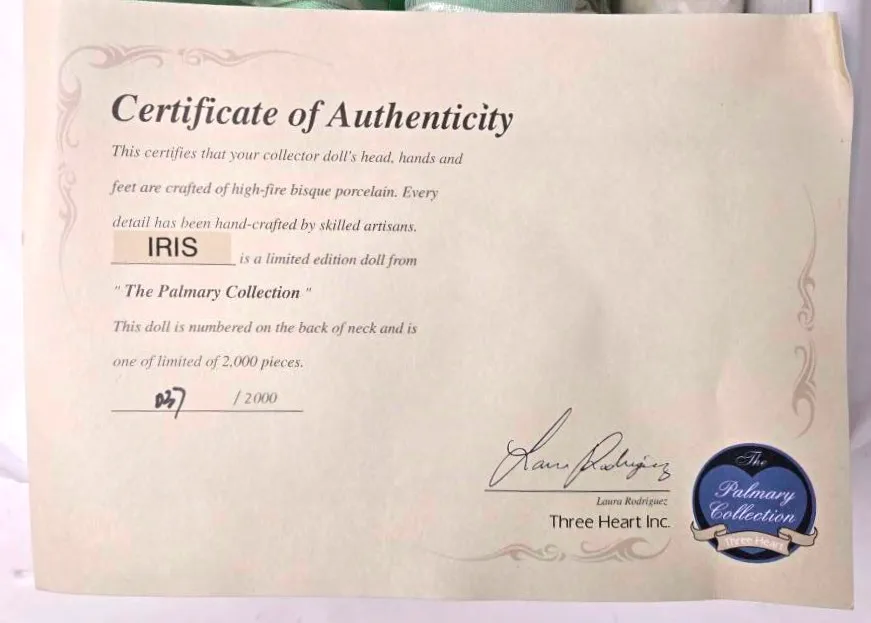 Certificate of Authenticity
This certifies that your collector doll's head, hands and
feet are crafted of high-fire bisque porcelain. Every
detail has been hand-crafted by skilled artisans.
IRIS is a limited edition doll from
" The Palmary Collection "
This doll is numbered on the back of neck and is
one of limited of 2,000 pieces.
037 / 2000
Laura Rodriguez
Laura Rodriguez
Three Heart Inc.
The
Palmary
Collection
Three Heart